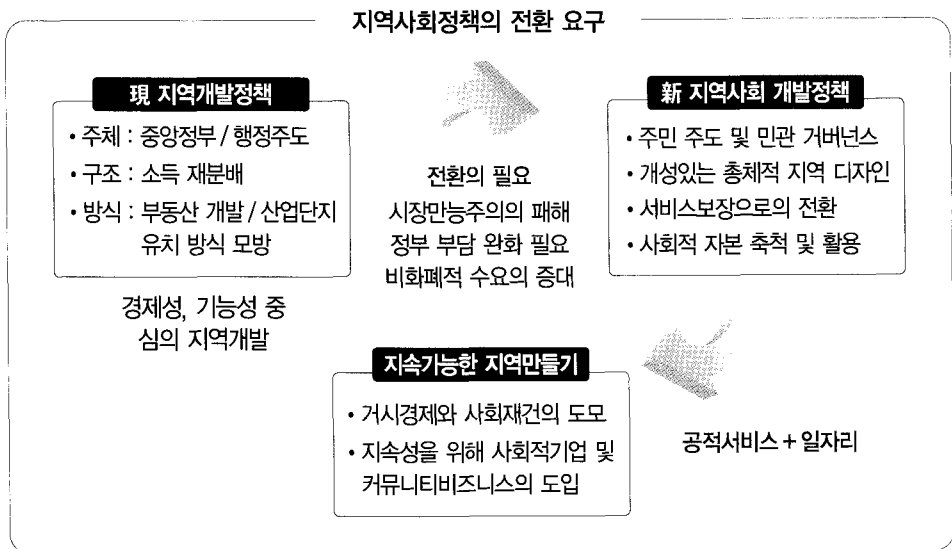 지역사회정책의 전환 요구
現 지역개발정책
• 주체 : 중앙정부 / 행정주도
• 구조 : 소득 재분배
• 방식 : 부동산 개발 / 산업단지
유치 방식 모방
경제성, 기능성 중
심의 지역개발
전환의 필요
시장만능주의의 패해
정부 부담 완화 필요
비화폐적 수요의 증대
新 지역사회 개발정책
• 주민 주도 및 민관 거버넌스
• 개성있는 총체적 지역 디자인
• 서비스보장으로의 전환
• 사회적 자본 축척 및 활용
지속가능한 지역만들기
• 거시경제와 사회재건의 도모
• 지속성을 위해 사회적기업 및
커뮤니티비즈니스의 도입
공적서비스 + 일자리